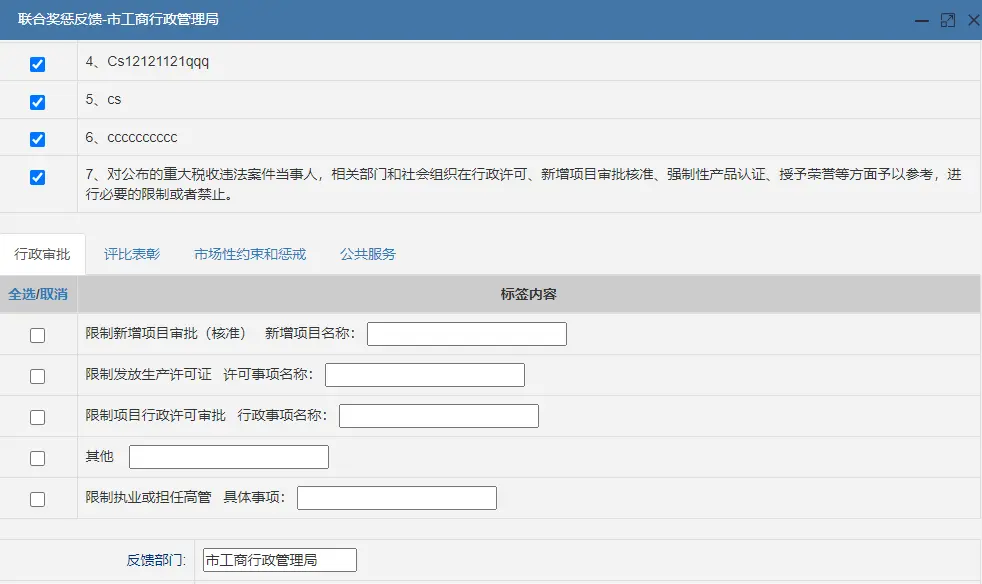 联合奖惩反馈-市工商行政管理局
4、Cs12121121qqq
5、cs
6、cccccccccc
7、对公布的重大税收违法案件当事人，相关部门和社会组织在行政许可、新增项目审批核准、强制性产品认证、授予荣誉等方面予以参考，进
行必要的限制或者禁止。
行政审批 评比表彰 市场性约束和惩戒 公共服务
全选/取消 标签内容
限制新增项目审批（核准） 新增项目名称：
限制发放生产许可证 许可事项名称：
限制项目行政许可审批 行政事项名称：
其他
限制执业或担任高管 具体事项：
反馈部门: 市工商行政管理局